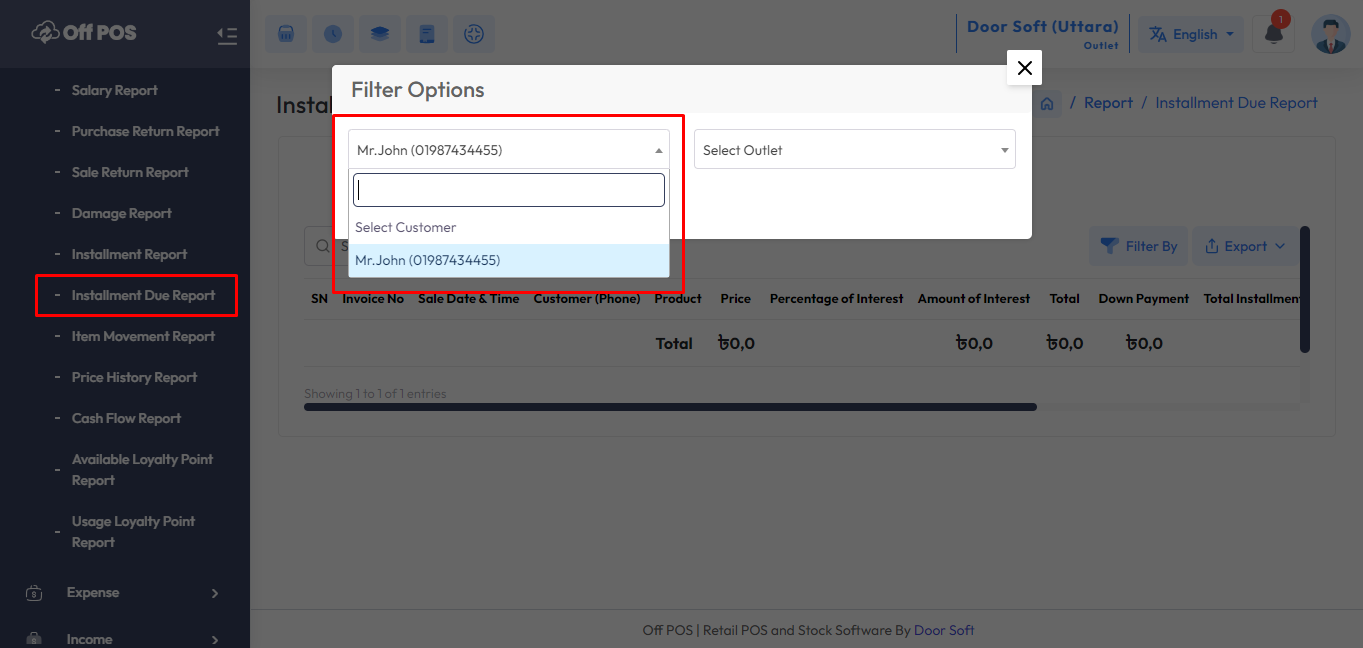 Off POS
Door Soft (Uttara)
Outlet
English
1
Salary Report
Purchase Return Report
Sale Return Report
Damage Report
Installment Report
Installment Due Report
Item Movement Report
Price History Report
Cash Flow Report
Available Loyalty Point
Report
Usage Loyalty Point
Report
Expense
Income
Filter Options
Report / Installment Due Report
Mr.John (01987434455)
Select Outlet
Select Customer
Mr.John (01987434455)
Filter By
Export
SN Invoice No Sale Date & Time Customer (Phone) Product Price Percentage of Interest Amount of Interest Total Down Payment Total Installment
Total ৳0,0 ৳0,0 ৳0,0 ৳0,0
Showing 1 to 1 of 1 entries
Off POS | Retail POS and Stock Software By Door Soft